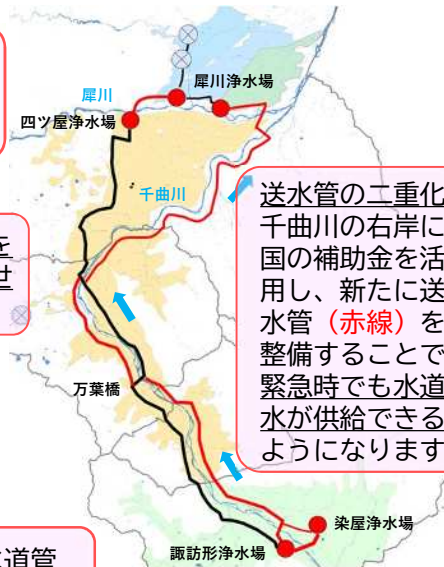 犀川
犀川浄水場
四ツ屋浄水場
千曲川
送水管の二重化
千曲川の右岸に
国の補助金を活
用し、新たに送
水管（赤線）を
整備することで
緊急時でも水道
水が供給できる
ようになります
を
せ
万葉橋
染屋浄水場
諏訪形浄水場
道管